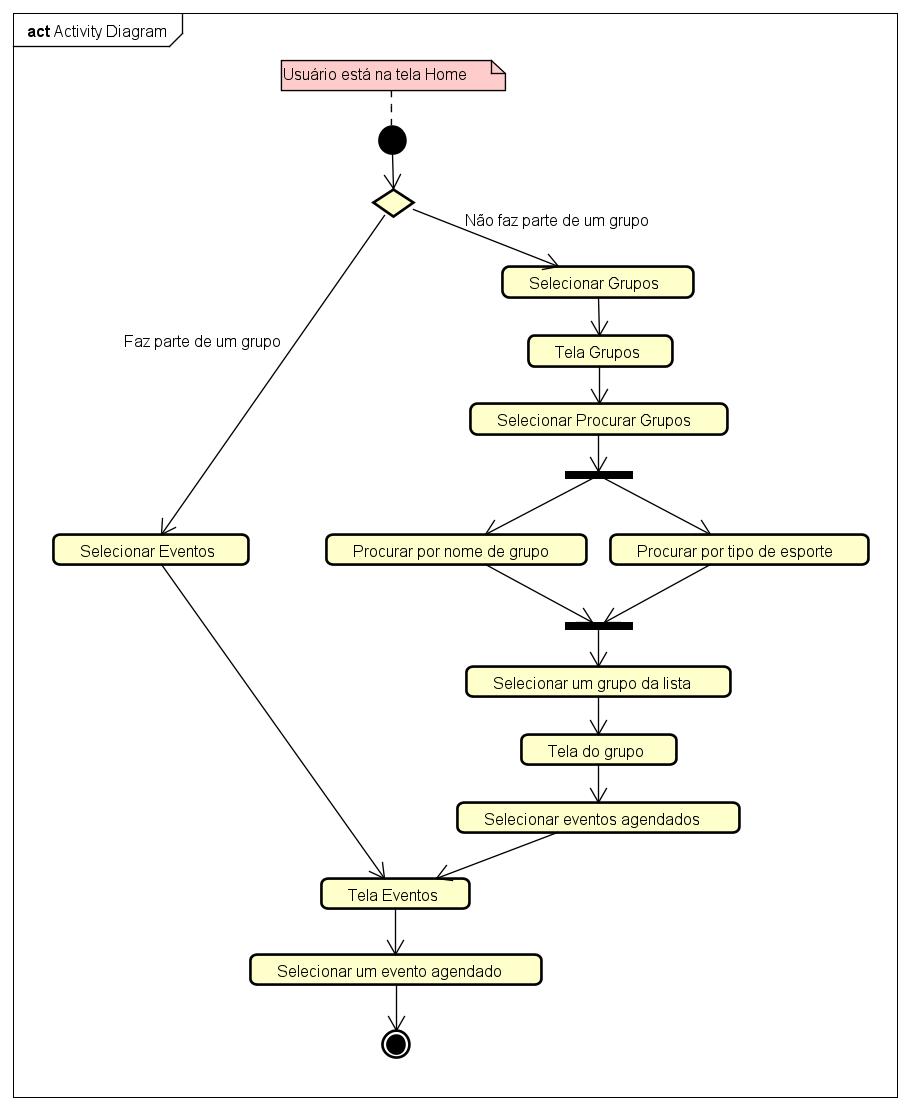 act Activity Diagram
Usuário está na tela Home
Não faz parte de um grupo
Selecionar Grupos
Faz parte de um grupo
Tela Grupos
Selecionar Procurar Grupos
Selecionar Eventos
Procurar por nome de grupo
Procurar por tipo de esporte
Selecionar um grupo da lista
Tela do grupo
Selecionar eventos agendados
Tela Eventos
Selecionar um evento agendado